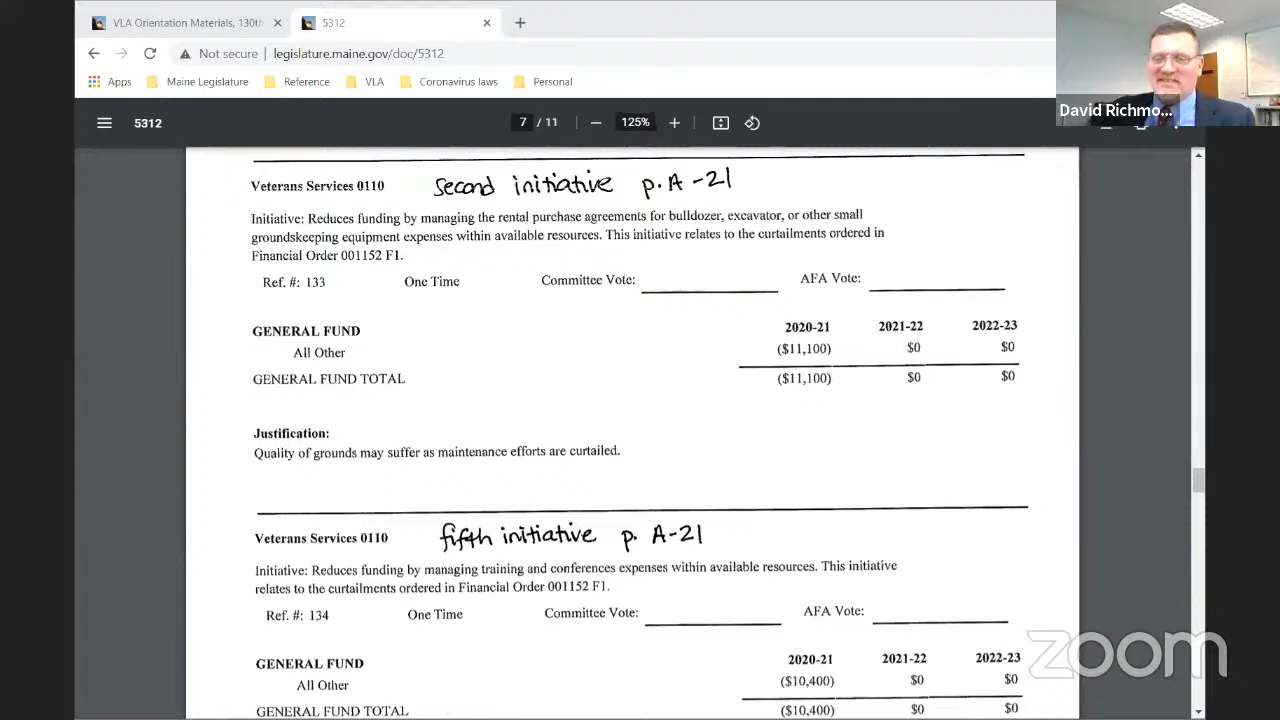 VLA Orientation Materials, 130th
5312
Not secure | legislature.maine.gov/doc/5312
Apps Maine Legislature Reference VLA Coronavirus laws Personal
5312 7 / 11 125%
David Richmo...
Veterans Services 0110 second initiative p. A-21
Initiative: Reduces funding by managing the rental purchase agreements for bulldozer, excavator, or other small
groundskeeping equipment expenses within available resources. This initiative relates to the curtailments ordered in
Financial Order 001152 F1.
Ref. #: 133 One Time Committee Vote: AFA Vote:
GENERAL FUND 2020-21 2021-22 2022-23
All Other ($11,100) $0 $0
GENERAL FUND TOTAL ($11,100) $0 $0
Justification:
Quality of grounds may suffer as maintenance efforts are curtailed.
Veterans Services 0110 fifth initiative p. A-21
Initiative: Reduces funding by managing training and conferences expenses within available resources. This initiative
relates to the curtailments ordered in Financial Order 001152 F1.
Ref. #: 134 One Time Committee Vote: AFA Vote:
GENERAL FUND 2020-21 2021-22 2022-23
All Other ($10,400) $0 $0
GENERAL FUND TOTAL ($10,400) $0 $0
zoom